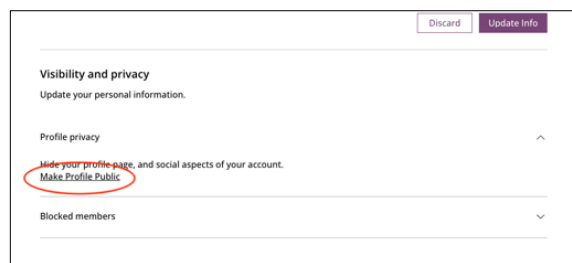 Discard Update Info
Visibility and privacy
Update your personal information.
Profile privacy
Hide your profile page, and social aspects of your account.
Make Profile Public
Blocked members